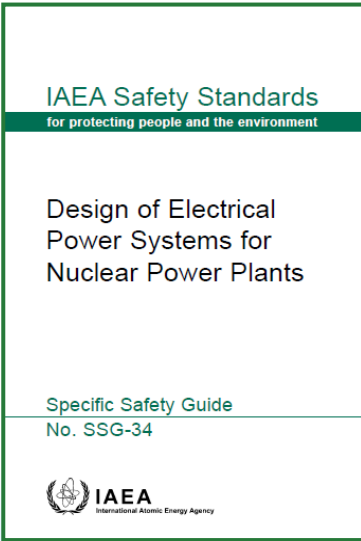 IAEA Safety Standards
for protecting people and the environment
Design of Electrical
Power Systems for
Nuclear Power Plants
Specific Safety Guide
No. SSG-34
IAEA
International Atomic Energy Agency